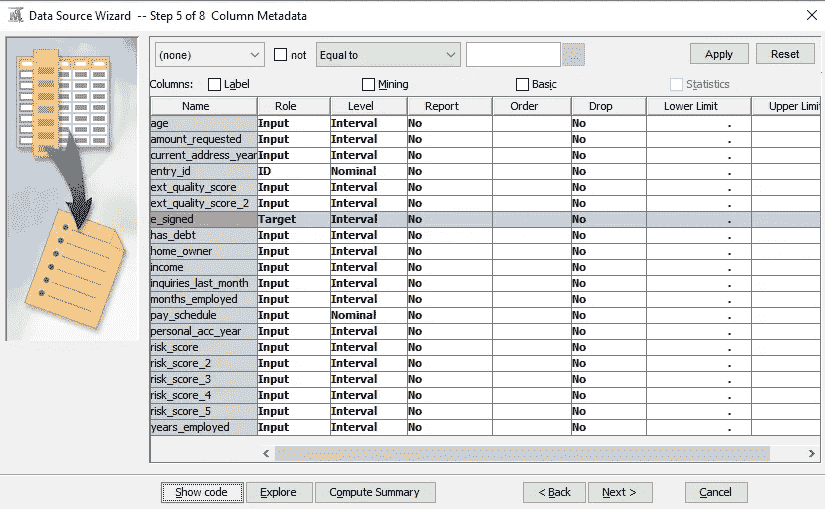 Data Source Wizard -- Step 5 of 8 Column Metadata
(none) not Equal to Apply Reset
Columns: Label Mining Basic Statistics
Name Role Level Report Order Drop Lower Limit Upper Limi
age Input Interval No No .
amount_requested Input Interval No No .
current_address_year Input Interval No No .
entry_id ID Nominal No No .
ext_quality_score Input Interval No No .
ext_quality_score_2 Input Interval No No .
e_signed Target Interval No No .
has_debt Input Interval No No .
home_owner Input Interval No No .
income Input Interval No No .
inquiries_last_month Input Interval No No .
months_employed Input Interval No No .
pay_schedule Input Nominal No No .
personal_acc_year Input Interval No No .
risk_score Input Interval No No .
risk_score_2 Input Interval No No .
risk_score_3 Input Interval No No .
risk_score_4 Input Interval No No .
risk_score_5 Input Interval No No .
years_employed Input Interval No No .
Show code Explore Compute Summary < Back Next > Cancel